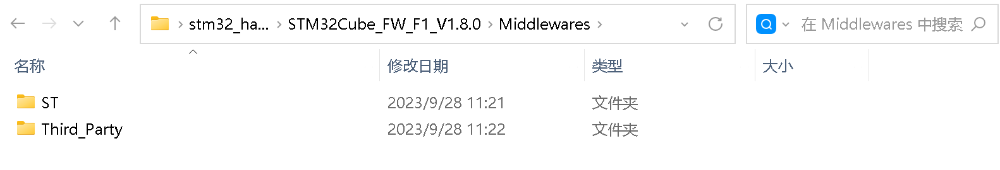 stm32_ha... STM32Cube_FW_F1_V1.8.0 Middlewares 在 Middlewares 中搜索
名称 修改日期 类型 大小
ST 2023/9/28 11:21 文件夹
Third_Party 2023/9/28 11:22 文件夹